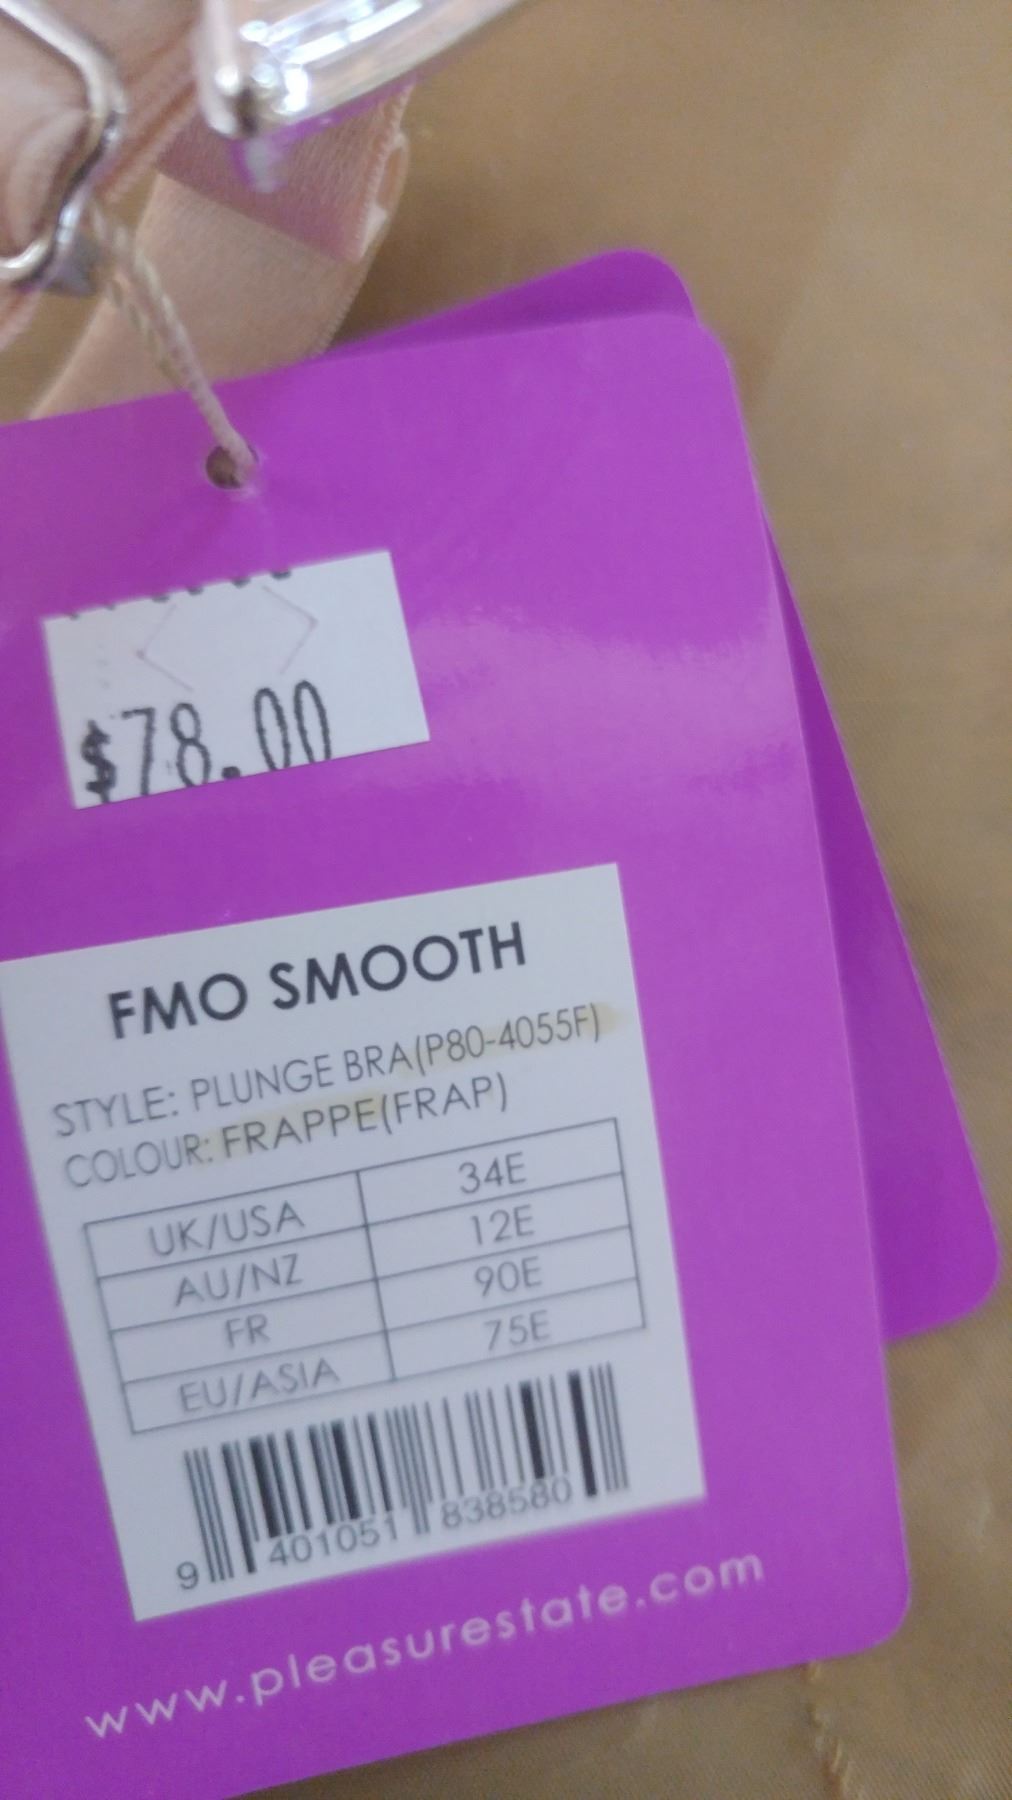 $78.00
FMO SMOOTH
STYLE: PLUNGE BRA(P80-4055F)
COLOUR: FRAPPE(FRAP)
UK/USA 34E
AU/NZ 12E
FR 90E
EU/ASIA 75E
9 401051 838580
www.pleasurestate.com